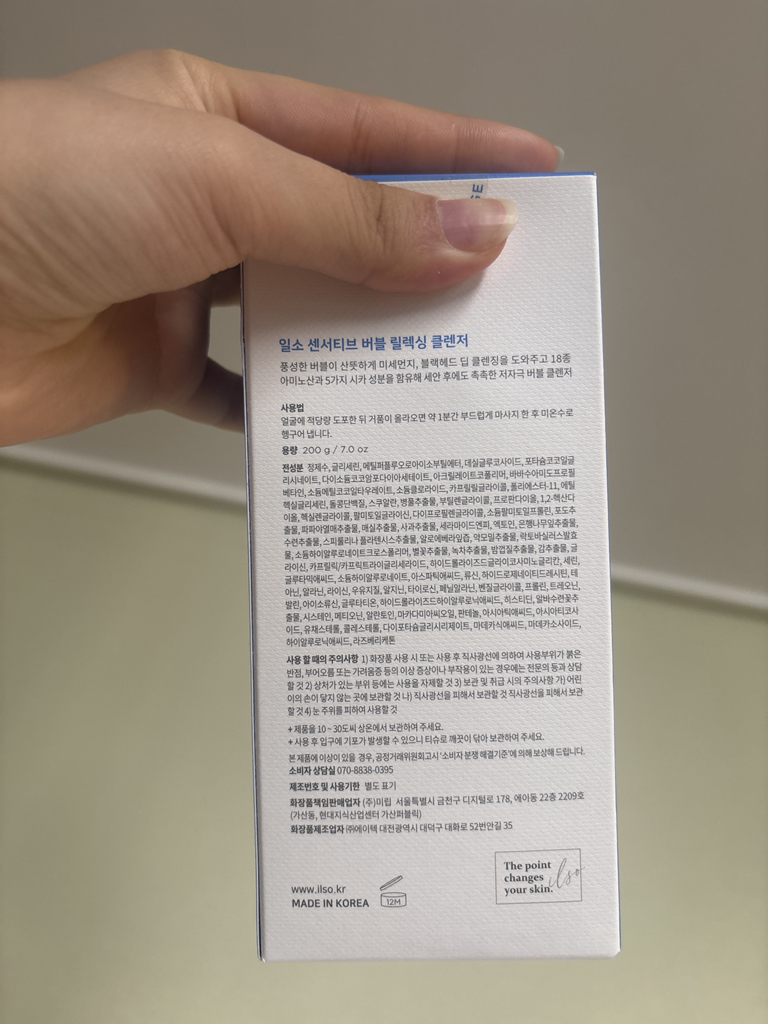 일소 센서티브 버블 릴렉싱 클렌저
풍성한 버블이 산뜻하게 미세먼지, 블랙헤드 딥 클렌징을 도와주고 18종
아미노산과 5가지 시카 성분을 함유해 세안 후에도 촉촉한 저자극 버블 클렌저
사용법
얼굴에 적당량 도포한 뒤 거품이 올라오면 약 1분간 부드럽게 마사지 한 후 미온수로
헹구어 냅니다.
용량 200 g / 7.0 oz
전성분 정제수, 글리세린, 메틸퍼플루오로아이소부틸에터, 데실글루코사이드, 포타슘코코일글
리시네이트, 다이소듐코코암포다이아세테이트, 아크릴레이트코폴리머, 바바수아미도프로필
베타인, 소듐메틸코코일타우레이트, 소듐클로라이드, 카프릴릴글라이콜, 폴리에스터-11, 에틸
헥실글리세린, 돌콩단백질, 스쿠알란, 병풀추출물, 부틸렌글라이콜, 프로판다이올, 1,2-헥산다
이올, 헥실렌글라이콜, 팔미토일글라이신, 다이프로필렌글라이콜, 소듐팔미토일프롤린, 포도추
출물, 파파야열매추출물, 매실추출물, 사과추출물, 세라마이드엔피, 엑토인, 은행나무잎추출물,
수련추출물, 스피룰리나 플라텐시스추출물, 알로에베라잎즙, 약모밀추출물, 락토바실러스발효
물, 소듐하이알루로네이트크로스폴리머, 별꽃추출물, 녹차추출물, 밤껍질추출물, 감추출물, 글
라이신, 카프릴릭/카프릭트라이글리세라이드, 하이드롤라이즈드글라이코사미노글리칸, 세린,
글루타믹애씨드, 소듐하이알루로네이트, 아스파틱애씨드, 류신, 하이드로제네이티드레시틴, 테
아닌, 알라닌, 라이신, 우유지질, 알지닌, 타이로신, 페닐알라닌, 벤질글라이콜, 프롤린, 트레오닌,
발린, 아이소류신, 글루타티온, 하이드롤라이즈드하이알루로닉애씨드, 히스티딘, 알바수련꽃추
출물, 시스테인, 메티오닌, 알란토인, 마카다미아씨오일, 판테놀, 아시아틱애씨드, 아시아티코사
이드, 유채스테롤, 콜레스테롤, 다이포타슘글리시리제이트, 마데카식애씨드, 마데카소사이드,
하이알루로닉애씨드, 라즈베리케톤
사용 할 때의 주의사항 1) 화장품 사용 시 또는 사용 후 직사광선에 의하여 사용부위가 붉은
반점, 부어오름 또는 가려움증 등의 이상 증상이나 부작용이 있는 경우에는 전문의 등과 상담
할 것 2) 상처가 있는 부위 등에는 사용을 자제할 것 3) 보관 및 취급 시의 주의사항 가) 어린
이의 손이 닿지 않는 곳에 보관할 것 나) 직사광선을 피해서 보관할 것 직사광선을 피해서 보관
할 것 4) 눈 주위를 피하여 사용할 것
+ 제품을 10 ~ 30도씨 상온에서 보관하여 주세요.
+ 사용 후 입구에 기포가 발생할 수 있으니 티슈로 깨끗이 닦아 보관하여 주세요.
본 제품에 이상이 있을 경우, 공정거래위원회고시 '소비자 분쟁 해결기준'에 의해 보상해 드립니다.
소비자 상담실 070-8838-0395
제조번호 및 사용기한 별도 표기
화장품책임판매업자 (주)미립 서울특별시 금천구 디지털로 178, 에이동 22층 2209호
(가산동, 현대지식산업센터 가산퍼블릭)
화장품제조업자 ㈜에이텍 대전광역시 대덕구 대화로 52번안길 35
www.ilso.kr
MADE IN KOREA
12M
The point
changes
your skin.
ilso